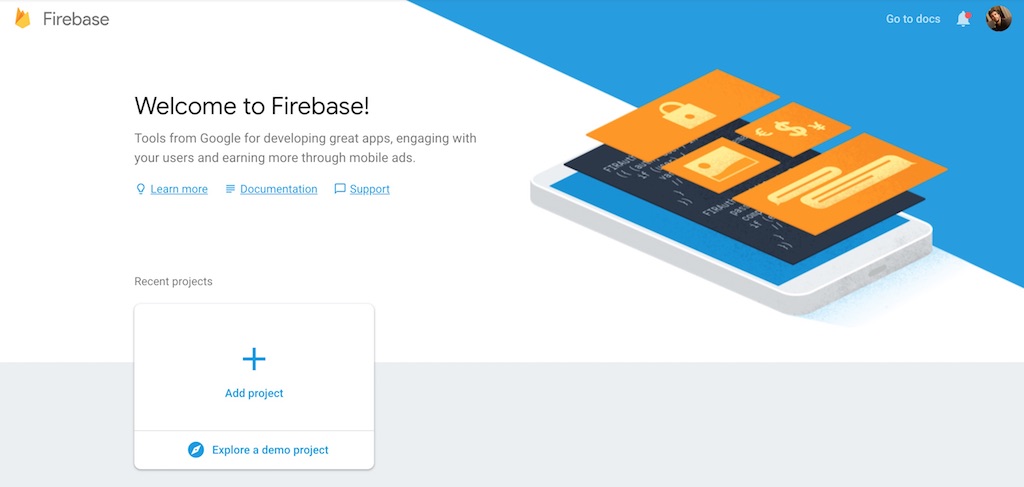 Firebase
Go to docs
Welcome to Firebase!
Tools from Google for developing great apps, engaging with
your users and earning more through mobile ads.
Learn more
Documentation
Support
Recent projects
Add project
Explore a demo project